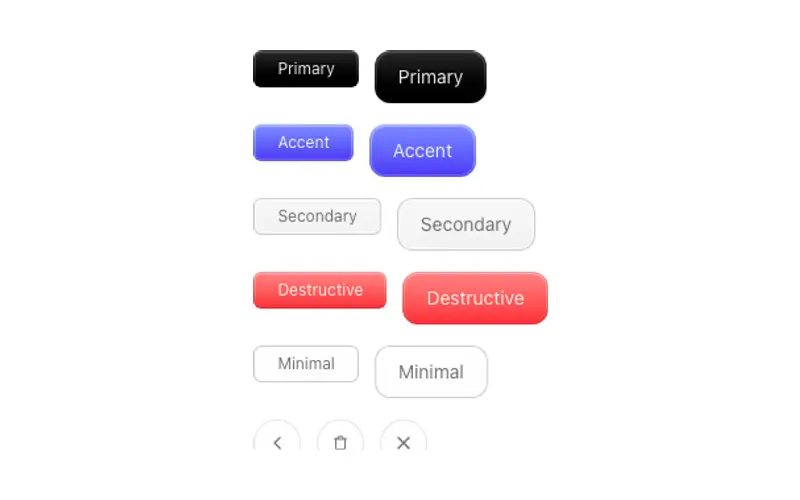 Primary Primary
Accent Accent
Secondary Secondary
Destructive Destructive
Minimal Minimal